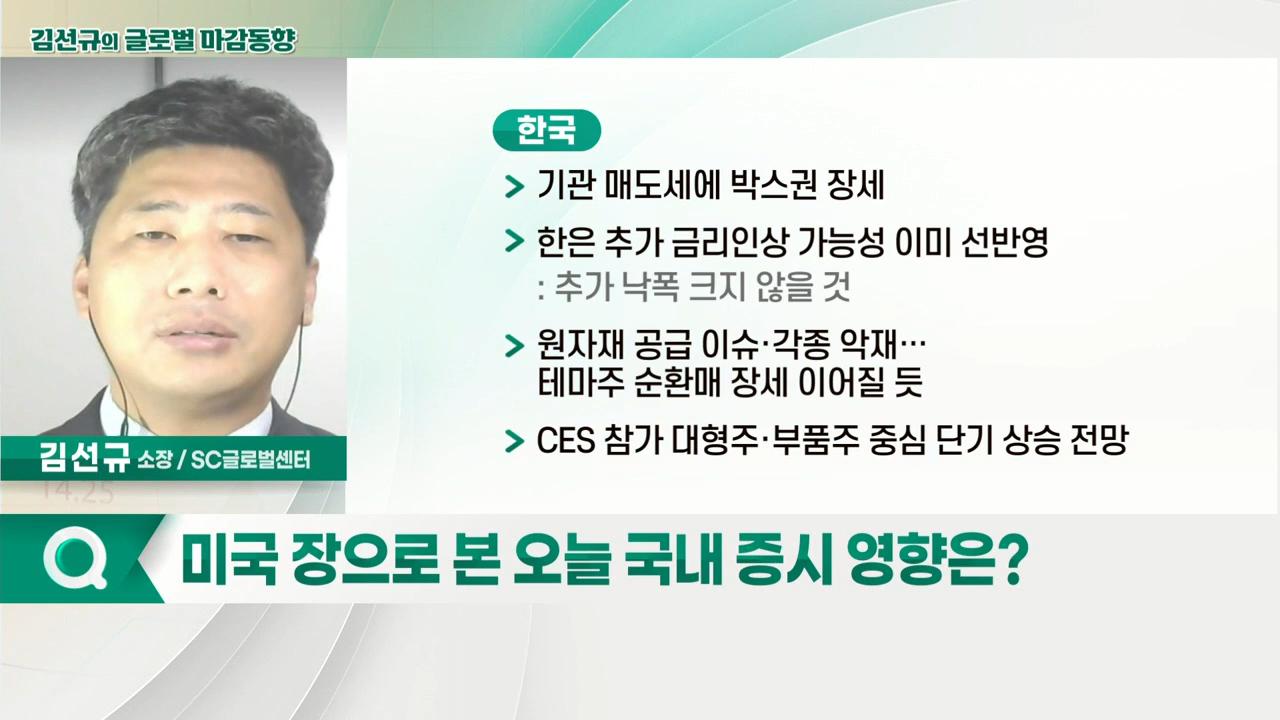 김선규의 글로벌 마감동향
한국
> 기관 매도세에 박스권 장세
> 한은 추가 금리인상 가능성 이미 선반영
: 추가 낙폭 크지 않을 것
> 원자재 공급 이슈·각종 악재…
테마주 순환매 장세 이어질 듯
> CES 참가 대형주·부품주 중심 단기 상승 전망
김선규 소장 / SC글로벌센터
14.25
Q 미국 장으로 본 오늘 국내 증시 영향은?